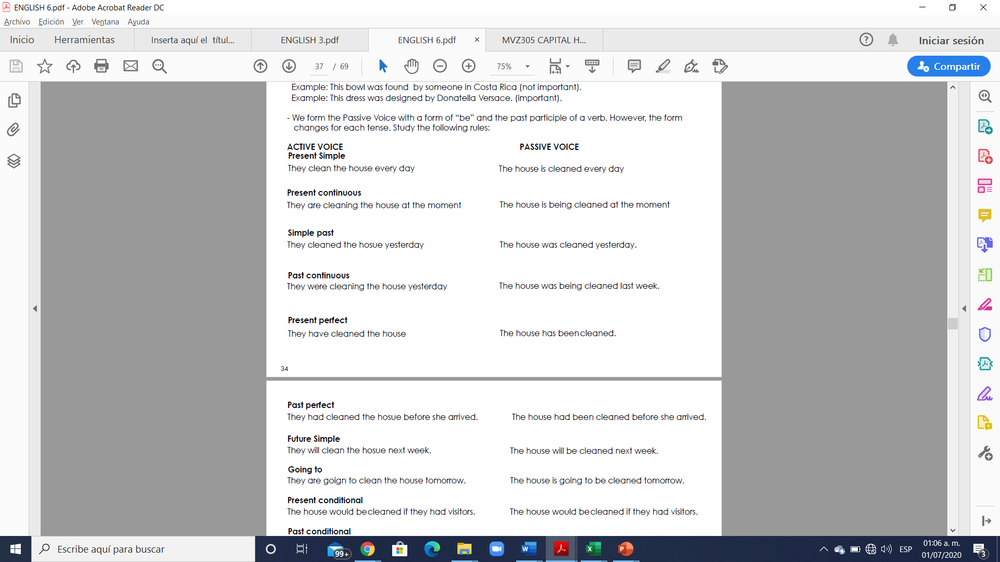 ENGLISH 6.pdf - Adobe Acrobat Reader DC
Archivo Edición Ver Ventana Ayuda
Inicio Herramientas Inserta aquí el títul... ENGLISH 3.pdf ENGLISH 6.pdf × MVZ305 CAPITAL H... ? Iniciar sesión
37 / 69 75% Compartir
Example: This bowl was found by someone in Costa Rica (not important).
Example: This dress was designed by Donatella Versace. (important).
- We form the Passive Voice with a form of “be” and the past participle of a verb. However, the form
changes for each tense. Study the following rules:
ACTIVE VOICE PASSIVE VOICE
Present Simple
They clean the house every day The house is cleaned every day
Present continuous
They are cleaning the house at the moment The house is being cleaned at the moment
Simple past
They cleaned the hosue yesterday The house was cleaned yesterday.
Past continuous
They were cleaning the house yesterday The house was being cleaned last week.
Present perfect
They have cleaned the house The house has been cleaned.
34
Past perfect
They had cleaned the hosue before she arrived. The house had been cleaned before she arrived.
Future Simple
They will clean the hosue next week. The house will be cleaned next week.
Going to
They are goign to clean the house tomorrow. The house is going to be cleaned tomorrow.
Present conditional
The house would be cleaned if they had visitors. The house would be cleaned if they had visitors.
Past conditional
Escribe aquí para buscar 99+ ESP 01:06 a. m.
01/07/2020 3